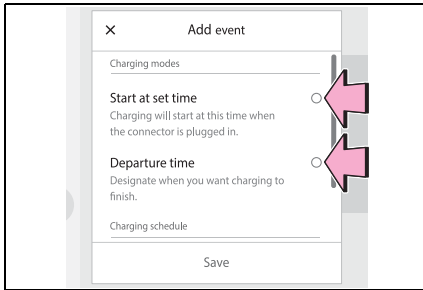 × Add event
Charging modes
Start at set time
Charging will start at this time when
the connector is plugged in.
Departure time
Designate when you want charging to
finish.
Charging schedule
Save